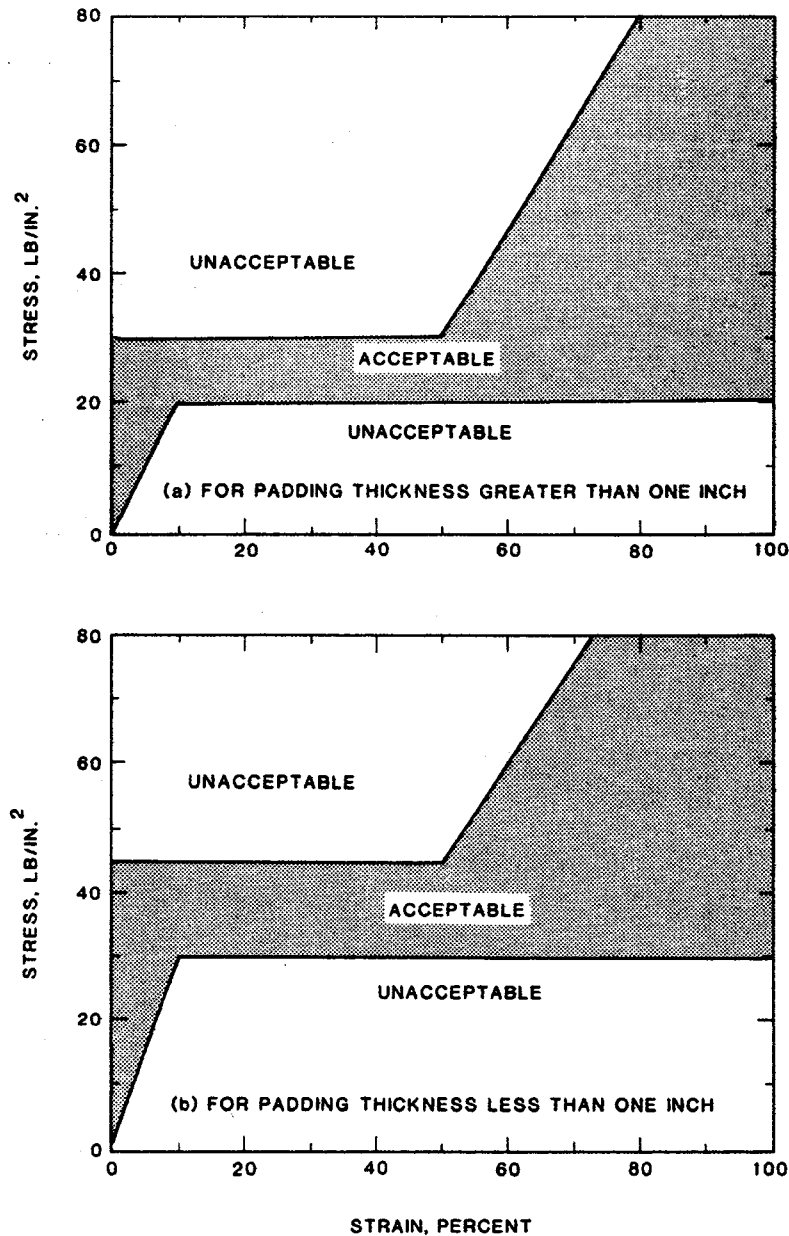 80
60
40
20
0
STRESS, LB/IN.2
UNACCEPTABLE
ACCEPTABLE
UNACCEPTABLE
(a) FOR PADDING THICKNESS GREATER THAN ONE INCH
0 20 40 60 80 100
80
60
40
20
0
STRESS, LB/IN.2
UNACCEPTABLE
ACCEPTABLE
UNACCEPTABLE
(b) FOR PADDING THICKNESS LESS THAN ONE INCH
0 20 40 60 80 100
STRAIN, PERCENT